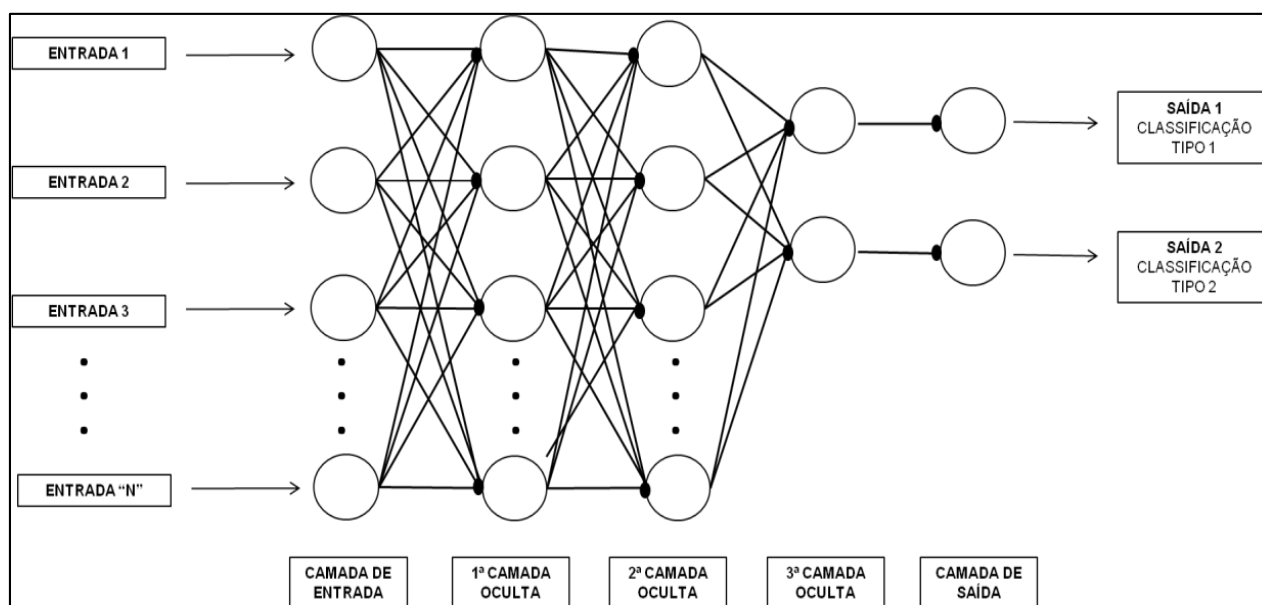 ENTRADA 1
ENTRADA 2
ENTRADA 3
ENTRADA “N”
SAÍDA 1
CLASSIFICAÇÃO
TIPO 1
SAÍDA 2
CLASSIFICAÇÃO
TIPO 2
CAMADA DE
ENTRADA
1ª CAMADA
OCULTA
2ª CAMADA
OCULTA
3ª CAMADA
OCULTA
CAMADA DE
SAÍDA